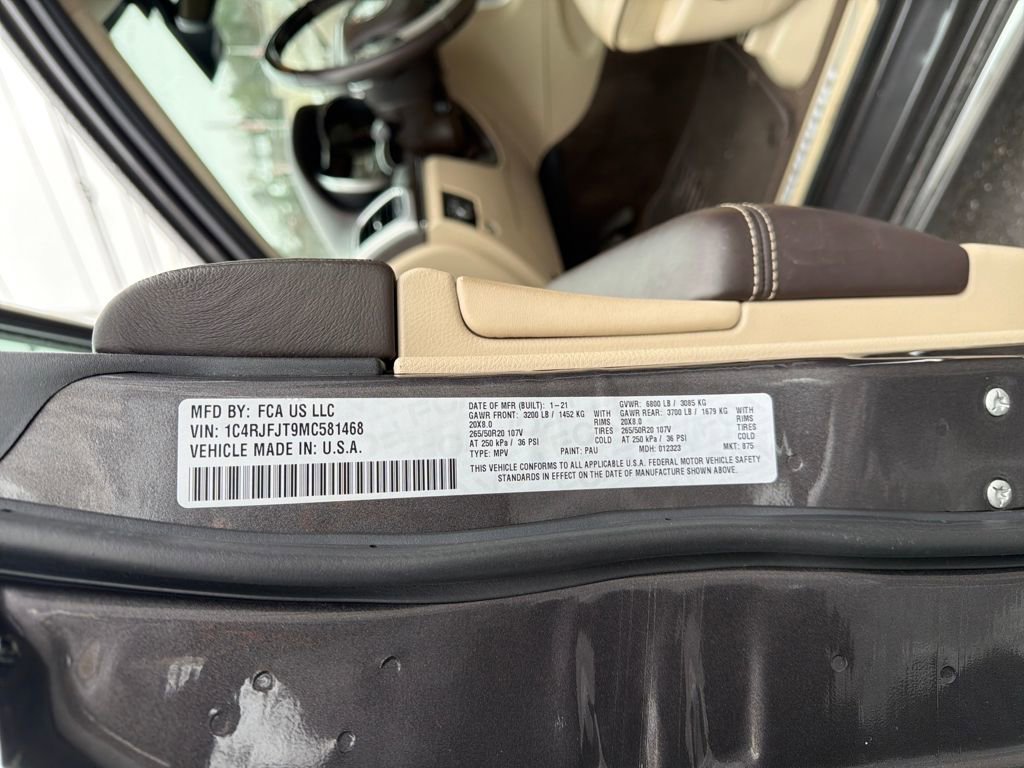 MFD BY: FCA US LLC
VIN: 1C4RJFJT9MC581468
VEHICLE MADE IN: U.S.A.
DATE OF MFR (BUILT): 1-21 GVWR: 6800 LB / 3085 KG
GAWR FRONT: 3200 LB / 1452 KG WITH GAWR REAR: 3700 LB / 1679 KG WITH
20X8.0 RIMS 20X8.0 RIMS
265/50R20 107V TIRES 265/50R20 107V TIRES
AT 250 kPa / 36 PSI COLD AT 250 kPa / 36 PSI COLD
TYPE: MPV PAINT: PAU MDH: 012323 MKT: B75
THIS VEHICLE CONFORMS TO ALL APPLICABLE U.S.A. FEDERAL MOTOR VEHICLE SAFETY
STANDARDS IN EFFECT ON THE DATE OF MANUFACTURE SHOWN ABOVE.